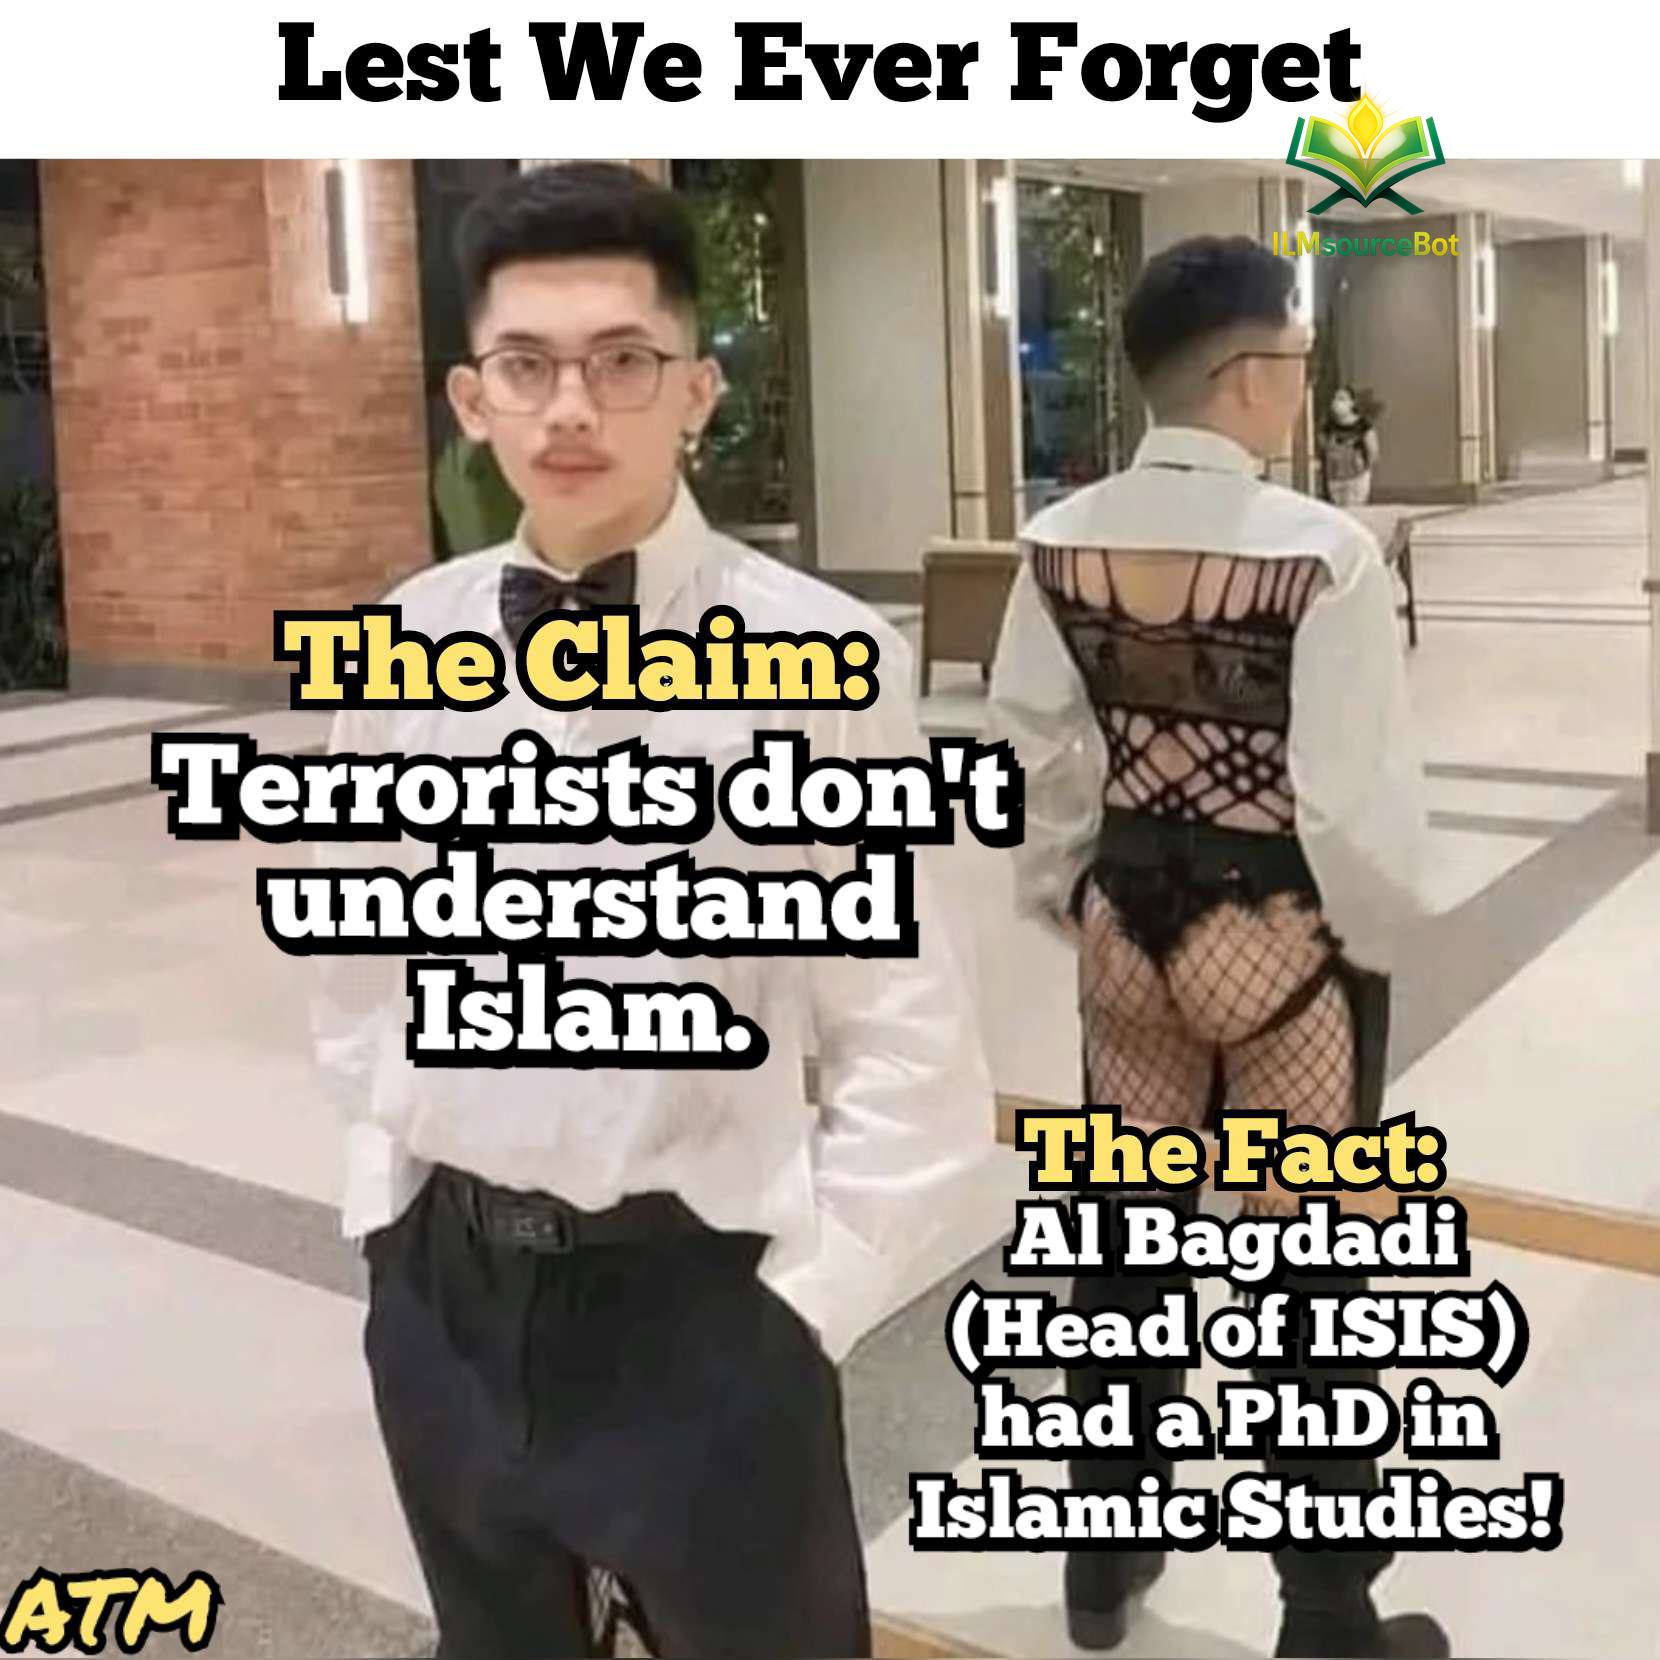 Lest We Ever Forget
ILMsourceBot
The Claim:
Terrorists don't
understand
Islam.
The Fact:
Al Bagdadi
(Head of ISIS)
had a PhD in
Islamic Studies!
ATM